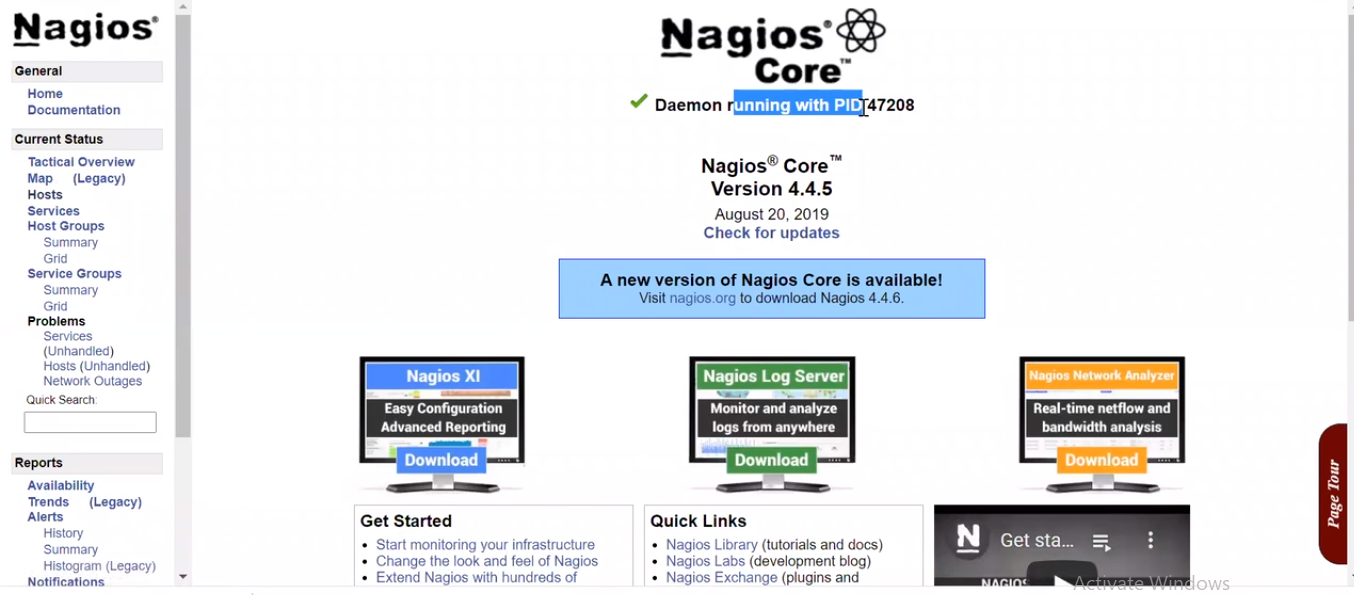 Nagios®
General
Home
Documentation
Current Status
Tactical Overview
Map (Legacy)
Hosts
Services
Host Groups
Summary
Grid
Service Groups
Summary
Grid
Problems
Services
(Unhandled)
Hosts (Unhandled)
Network Outages
Quick Search:
Reports
Availability
Trends (Legacy)
Alerts
History
Summary
Histogram (Legacy)
Notifications
Nagios®
Core™
Daemon running with PID 47208
Nagios® Core™
Version 4.4.5
August 20, 2019
Check for updates
A new version of Nagios Core is available!
Visit nagios.org to download Nagios 4.4.6.
Nagios XI
Easy Configuration
Advanced Reporting
Download
Nagios Log Server
Monitor and analyze
logs from anywhere
Download
Nagios Network Analyzer
Real-time netflow and
bandwidth analysis
Download
Page Tour
Get Started
• Start monitoring your infrastructure
• Change the look and feel of Nagios
• Extend Nagios with hundreds of
Quick Links
• Nagios Library (tutorials and docs)
• Nagios Labs (development blog)
• Nagios Exchange (plugins and
N
Get sta...
NAGIOS
Activate Windows